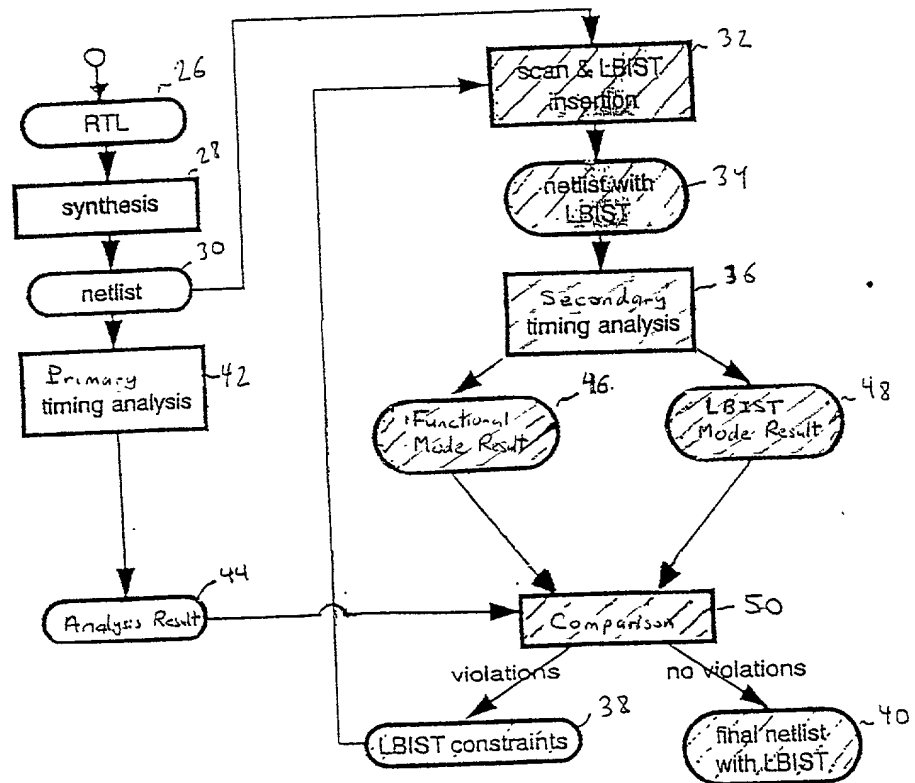 26
RTL
28
synthesis
30
netlist
Primary
timing analysis
42
44
Analysis Result
32
scan & LBIST
insertion
34
netlist with
LBIST
36
Secondary
timing analysis
46
Functional
Mode Result
48
LBIST
Mode Result
50
Comparison
violations
no violations
38
LBIST constraints
40
final netlist
with LBIST